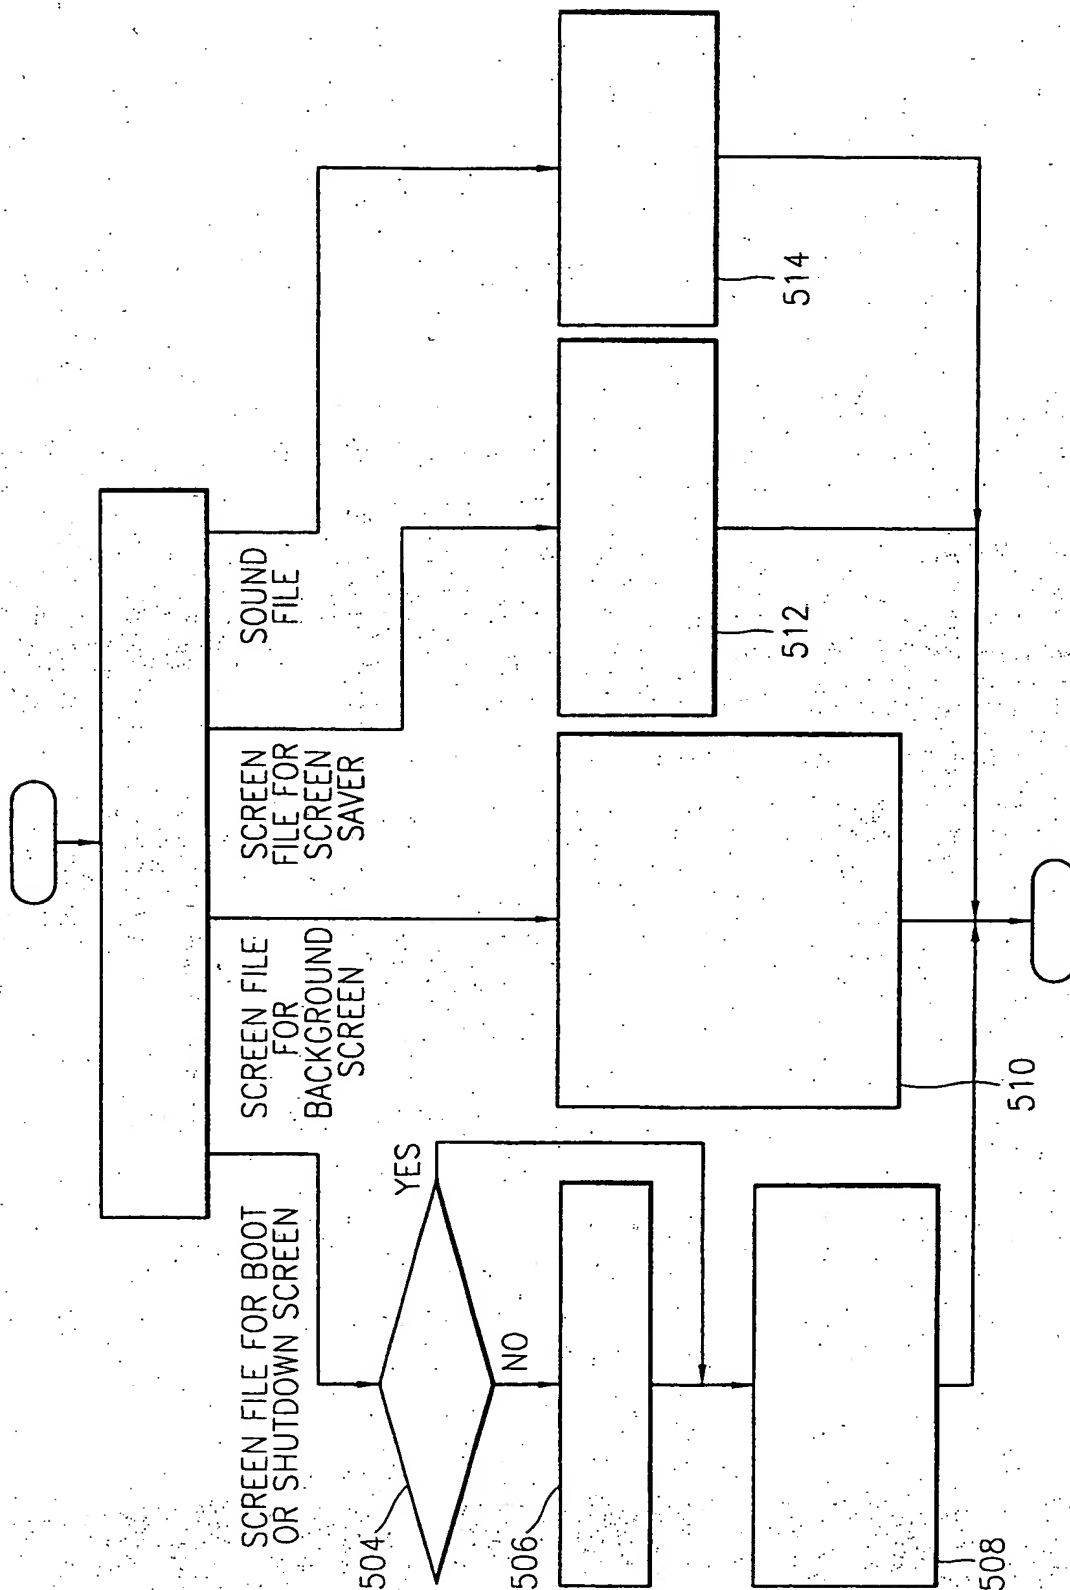 SCREEN FILE FOR BOOT
OR SHUTDOWN SCREEN
SCREEN FILE
FOR
BACKGROUND
SCREEN
SCREEN
FILE FOR
SCREEN
SAVER
SOUND
FILE
504
YES
NO
506
508
510
512
514